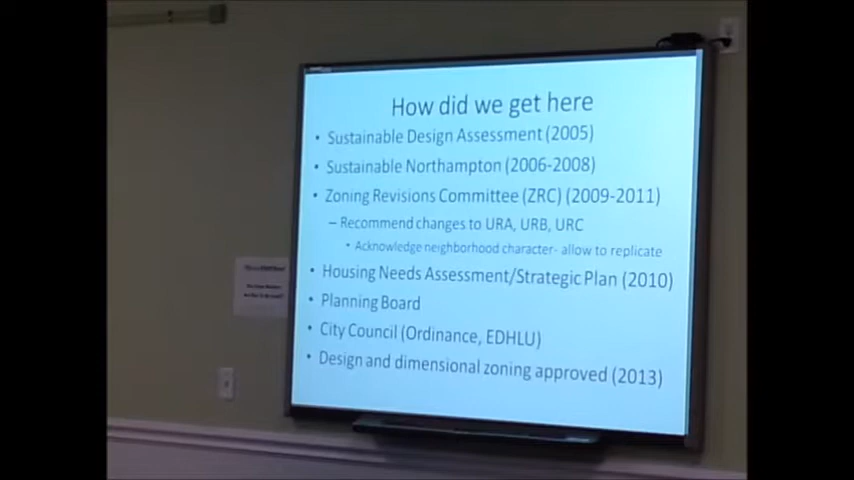 How did we get here
• Sustainable Design Assessment (2005)
• Sustainable Northampton (2006-2008)
• Zoning Revisions Committee (ZRC) (2009-2011)
– Recommend changes to URA, URB, URC
• Acknowledge neighborhood character- allow to replicate
• Housing Needs Assessment/Strategic Plan (2010)
• Planning Board
• City Council (Ordinance, EDHLU)
• Design and dimensional zoning approved (2013)